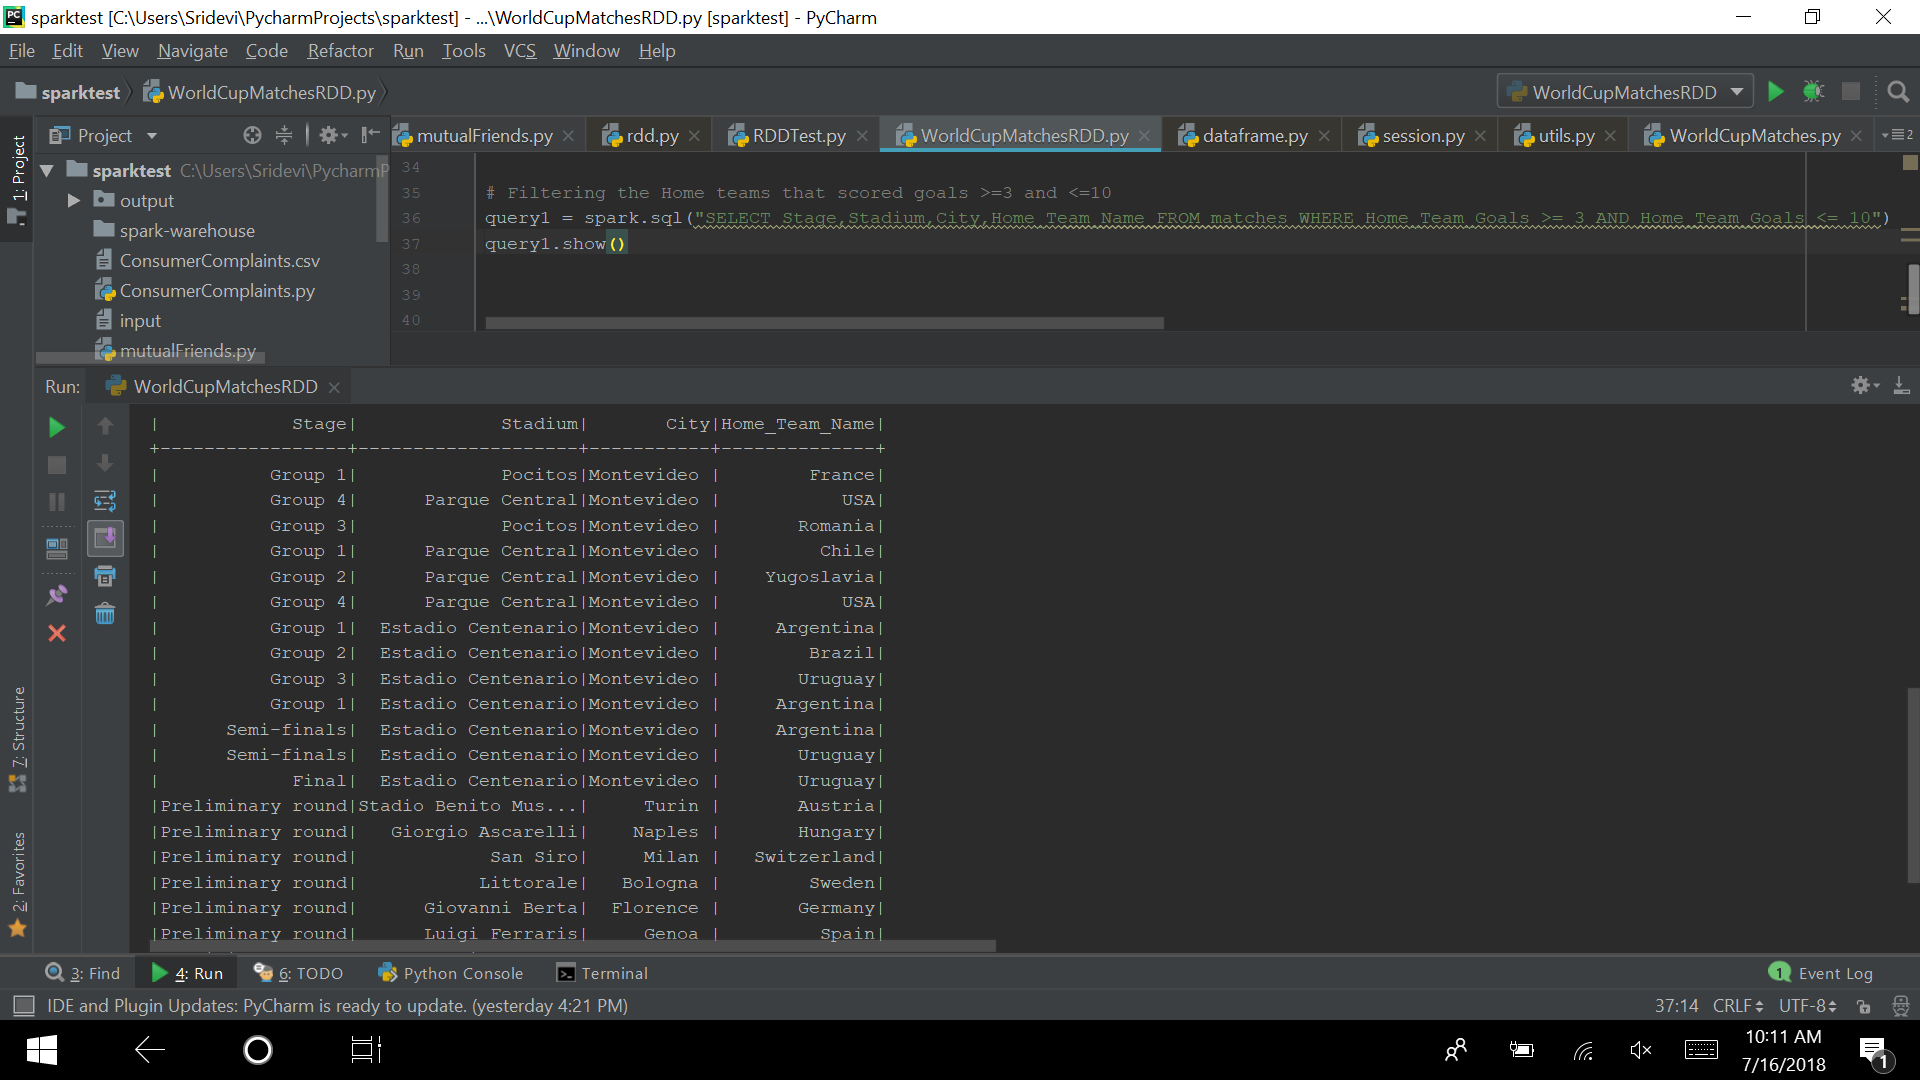 sparktest [C:\Users\Sridevi\PycharmProjects\sparktest] - ...\WorldCupMatchesRDD.py [sparktest] - PyCharm
File Edit View Navigate Code Refactor Run Tools VCS Window Help
sparktest WorldCupMatchesRDD.py WorldCupMatchesRDD
Project mutualFriends.py rdd.py RDDTest.py WorldCupMatchesRDD.py dataframe.py session.py utils.py WorldCupMatches.py 2
1: Project
sparktest C:\Users\Sridevi\PycharmP
output
spark-warehouse
ConsumerComplaints.csv
ConsumerComplaints.py
input
mutualFriends.py
34
35 # Filtering the Home teams that scored goals >=3 and <=10
36 query1 = spark.sql("SELECT Stage,Stadium,City,Home_Team_Name FROM matches WHERE Home_Team_Goals >= 3 AND Home_Team_Goals <= 10")
37 query1.show()
38
39
40
Run: WorldCupMatchesRDD
| Stage| Stadium| City|Home_Team_Name|
+-----------------+--------------------+-----------+--------------+
| Group 1| Pocitos|Montevideo | France|
| Group 4| Parque Central|Montevideo | USA|
| Group 3| Pocitos|Montevideo | Romania|
| Group 1| Parque Central|Montevideo | Chile|
| Group 2| Parque Central|Montevideo | Yugoslavia|
| Group 4| Parque Central|Montevideo | USA|
| Group 1| Estadio Centenario|Montevideo | Argentina|
| Group 2| Estadio Centenario|Montevideo | Brazil|
| Group 3| Estadio Centenario|Montevideo | Uruguay|
| Group 1| Estadio Centenario|Montevideo | Argentina|
| Semi-finals| Estadio Centenario|Montevideo | Argentina|
| Semi-finals| Estadio Centenario|Montevideo | Uruguay|
| Final| Estadio Centenario|Montevideo | Uruguay|
|Preliminary round|Stadio Benito Mus...| Turin | Austria|
|Preliminary round| Giorgio Ascarelli| Naples | Hungary|
|Preliminary round| San Siro| Milan | Switzerland|
|Preliminary round| Littorale| Bologna | Sweden|
|Preliminary round| Giovanni Berta| Florence | Germany|
|Preliminary round| Luigi Ferraris| Genoa | Spain|
7: Structure
2: Favorites
3: Find 4: Run 6: TODO Python Console Terminal 1 Event Log
IDE and Plugin Updates: PyCharm is ready to update. (yesterday 4:21 PM) 37:14 CRLF UTF-8
10:11 AM
7/16/2018
1